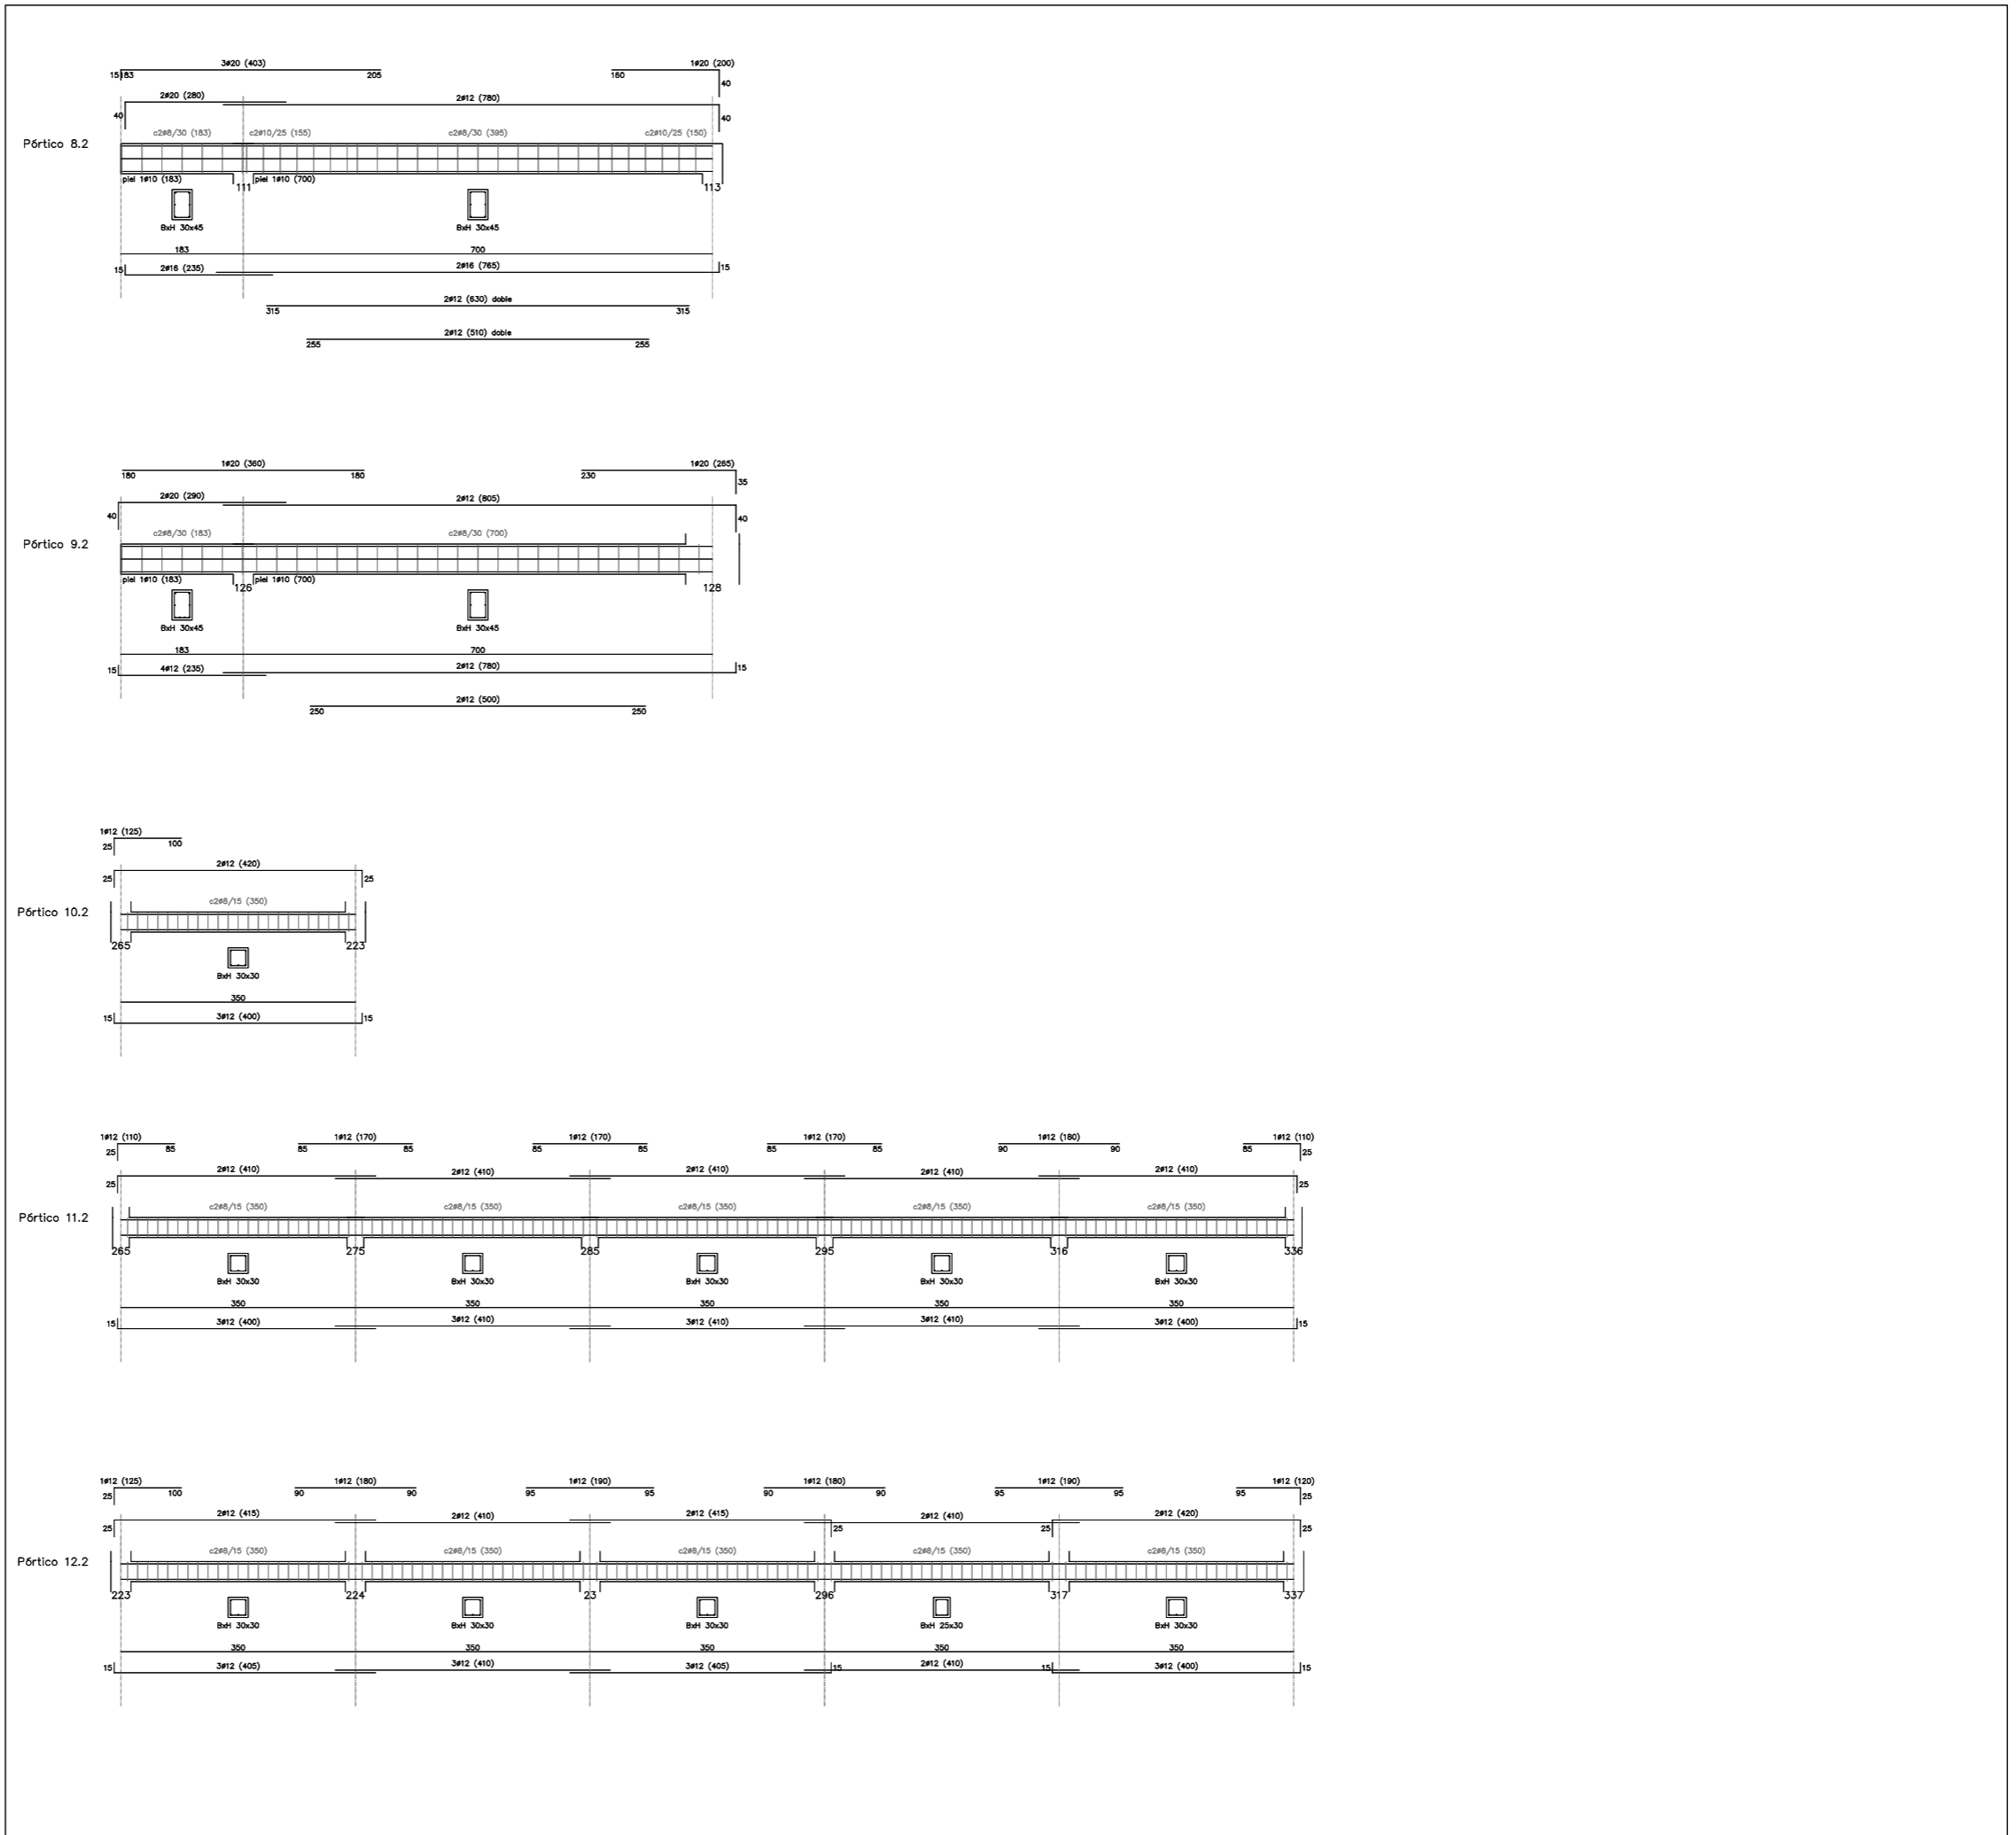 3ø20 (403) 1ø20 (200)
15 183 205 160
40
2ø20 (280) 2ø12 (780)
40 40
c2ø8/30 (183) c2ø10/25 (155) c2ø8/30 (395) c2ø10/25 (150)
Pórtico 8.2
piel 1ø10 (183) piel 1ø10 (700)
111 113
BxH 30x45 BxH 30x45
183 700
15 2ø16 (235) 2ø16 (765) 15
2ø12 (630) doble
315 315
2ø12 (510) doble
255 255
1ø20 (360) 1ø20 (265)
180 180 230
35
2ø20 (290) 2ø12 (805)
40 40
c2ø8/30 (183) c2ø8/30 (700)
Pórtico 9.2
piel 1ø10 (183) piel 1ø10 (700)
126 128
BxH 30x45 BxH 30x45
183 700
15 4ø12 (235) 2ø12 (780) 15
2ø12 (500)
250 250
1ø12 (125)
25 100
2ø12 (420)
25 25
c2ø8/15 (350)
Pórtico 10.2
265 223
BxH 30x30
350
15 3ø12 (400) 15
1ø12 (110) 1ø12 (170) 1ø12 (170) 1ø12 (170) 1ø12 (180) 1ø12 (110)
25 85 85 85 85 85 85 85 90 90 85 25
2ø12 (410) 2ø12 (410) 2ø12 (410) 2ø12 (410) 2ø12 (410)
25 25
c2ø8/15 (350) c2ø8/15 (350) c2ø8/15 (350) c2ø8/15 (350) c2ø8/15 (350)
Pórtico 11.2
265 275 285 295 316 336
BxH 30x30 BxH 30x30 BxH 30x30 BxH 30x30 BxH 30x30
350 350 350 350 350
15 3ø12 (400) 3ø12 (410) 3ø12 (410) 3ø12 (410) 3ø12 (400) 15
1ø12 (125) 1ø12 (180) 1ø12 (190) 1ø12 (180) 1ø12 (190) 1ø12 (120)
25 100 90 90 95 95 90 90 95 95 95 25
2ø12 (415) 2ø12 (410) 2ø12 (415) 2ø12 (410) 2ø12 (420)
25 25 25 25
c2ø8/15 (350) c2ø8/15 (350) c2ø8/15 (350) c2ø8/15 (350) c2ø8/15 (350)
Pórtico 12.2
223 224 23 296 317 337
BxH 30x30 BxH 30x30 BxH 30x30 BxH 25x30 BxH 30x30
350 350 350 350 350
15 3ø12 (405) 3ø12 (410) 3ø12 (405) 15 2ø12 (410) 15 3ø12 (400) 15